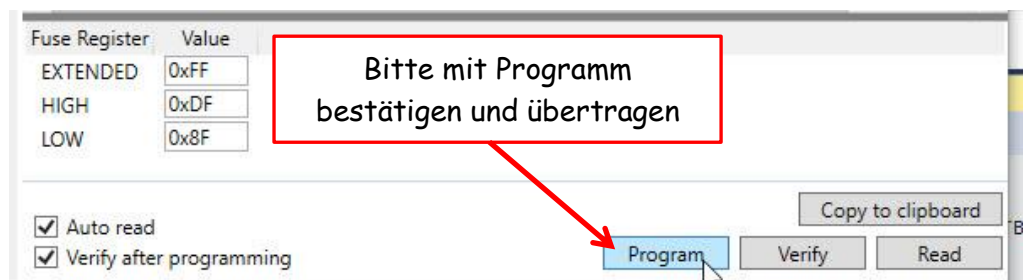 Fuse Register Value
EXTENDED 0xFF
HIGH 0xDF
LOW 0x8F
Bitte mit Programm
bestätigen und übertragen
Copy to clipboard
Auto read
Verify after programming
Program Verify Read